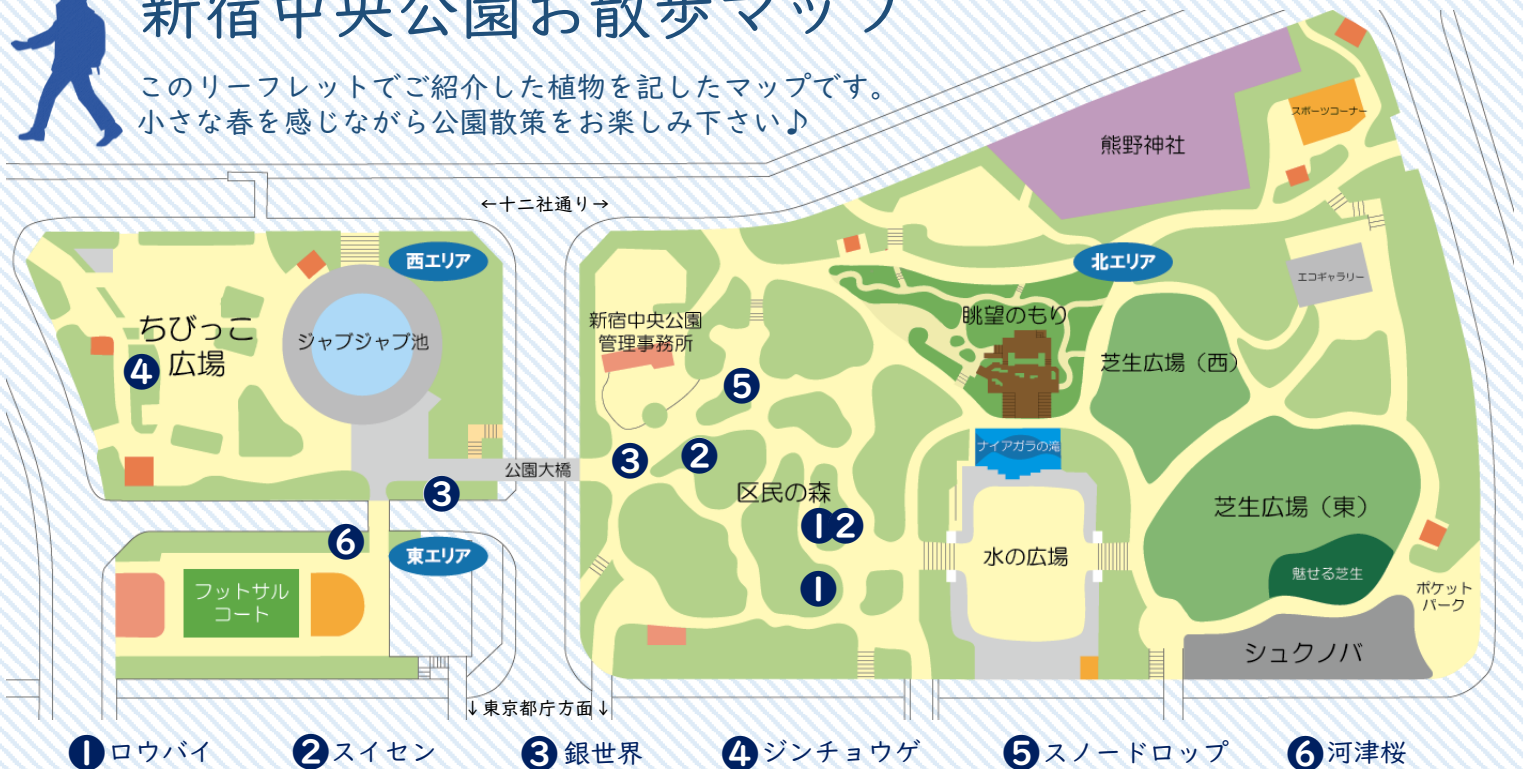 新宿中央公園お散歩マップ
このリーフレットでご紹介した植物を記したマップです。
小さな春を感じながら公園散策をお楽しみ下さい♪
←十二社通り→
熊野神社
スポーツコーナー
西エリア
北エリア
エコギャラリー
ちびっこ
広場
ジャブジャブ池
新宿中央公園
管理事務所
眺望のもり
芝生広場（西）
4
5
ナイアガラの滝
公園大橋
3
2
3
区民の森
芝生広場（東）
1
2
6
東エリア
水の広場
フットサル
コート
1
魅せる芝生
ポケット
パーク
シュクノバ
↓東京都庁方面↓
1ロウバイ
2スイセン
3銀世界
4ジンチョウゲ
5スノードロップ
6河津桜